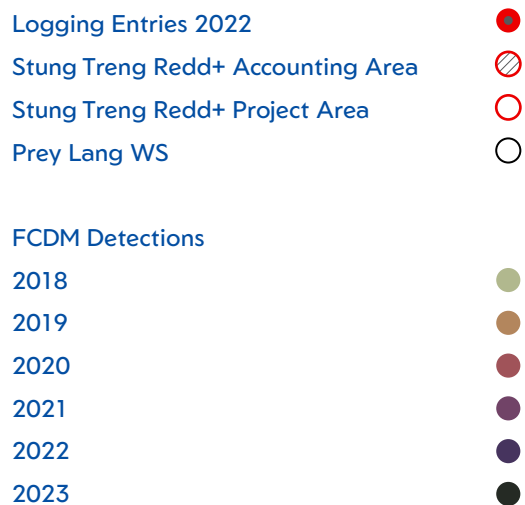 Logging Entries 2022
Stung Treng Redd+ Accounting Area
Stung Treng Redd+ Project Area
Prey Lang WS
FCDM Detections
2018
2019
2020
2021
2022
2023